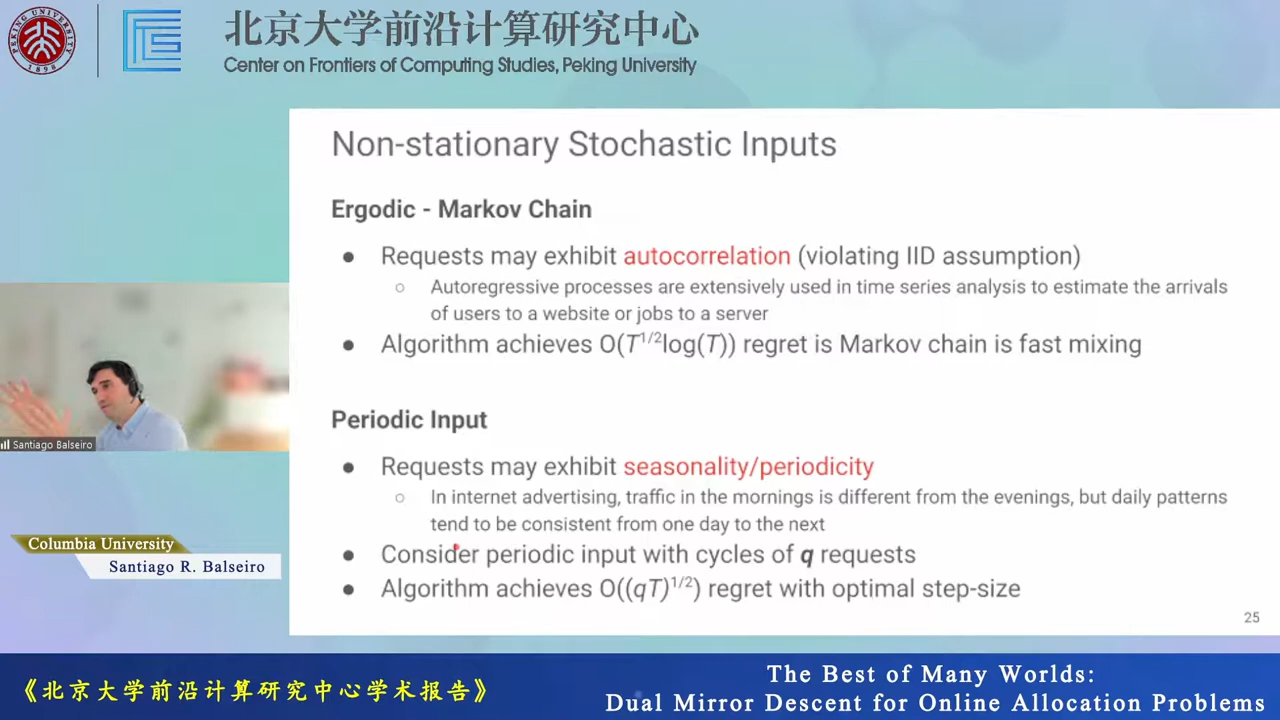 北京大学前沿计算研究中心
Center on Frontiers of Computing Studies, Peking University
PEKING UNIVERSITY
1898
Non-stationary Stochastic Inputs
Ergodic - Markov Chain
● Requests may exhibit autocorrelation (violating IID assumption)
○ Autoregressive processes are extensively used in time series analysis to estimate the arrivals
of users to a website or jobs to a server
● Algorithm achieves O(T^1/2log(T)) regret is Markov chain is fast mixing
Periodic Input
● Requests may exhibit seasonality/periodicity
○ In internet advertising, traffic in the mornings is different from the evenings, but daily patterns
tend to be consistent from one day to the next
● Consider periodic input with cycles of q requests
● Algorithm achieves O((qT)^1/2) regret with optimal step-size
25
Santiago Balseiro
Columbia University
Santiago R. Balseiro
《北京大学前沿计算研究中心学术报告》
The Best of Many Worlds:
Dual Mirror Descent for Online Allocation Problems